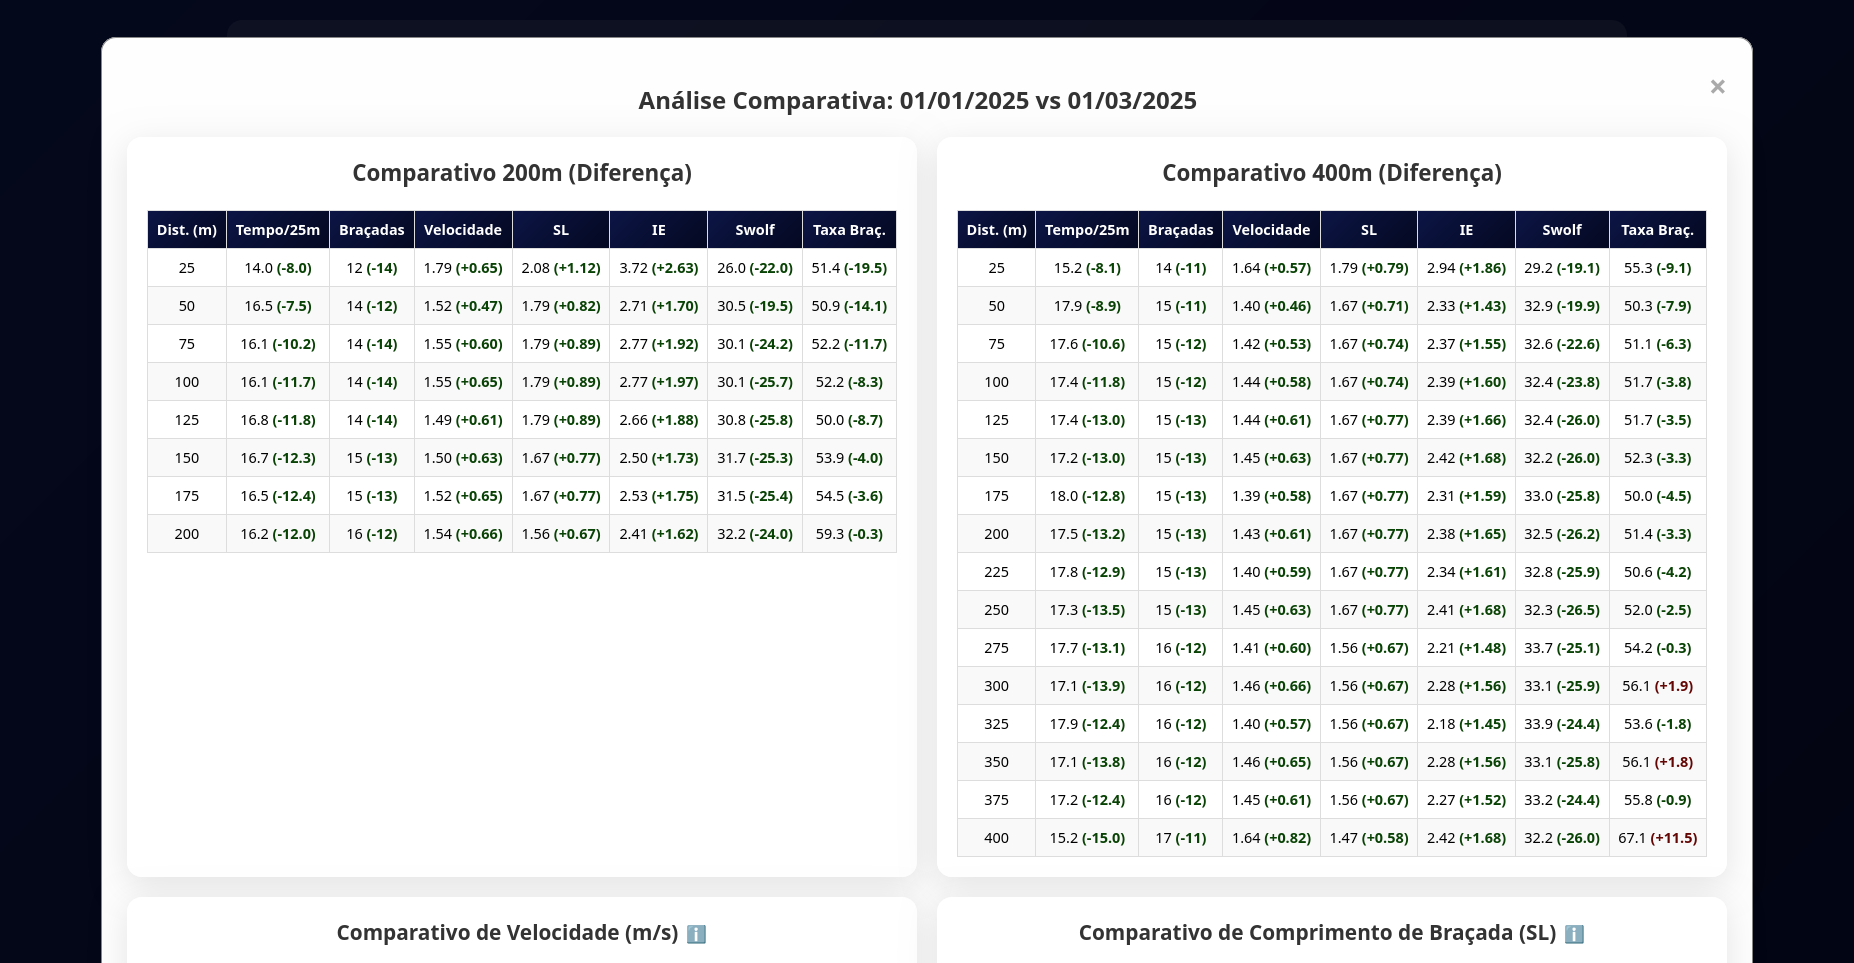 ×
Análise Comparativa: 01/01/2025 vs 01/03/2025
Comparativo 200m (Diferença)
Dist. (m) Tempo/25m Braçadas Velocidade SL IE Swolf Taxa Braç.
25 14.0 (-8.0) 12 (-14) 1.79 (+0.65) 2.08 (+1.12) 3.72 (+2.63) 26.0 (-22.0) 51.4 (-19.5)
50 16.5 (-7.5) 14 (-12) 1.52 (+0.47) 1.79 (+0.82) 2.71 (+1.70) 30.5 (-19.5) 50.9 (-14.1)
75 16.1 (-10.2) 14 (-14) 1.55 (+0.60) 1.79 (+0.89) 2.77 (+1.92) 30.1 (-24.2) 52.2 (-11.7)
100 16.1 (-11.7) 14 (-14) 1.55 (+0.65) 1.79 (+0.89) 2.77 (+1.97) 30.1 (-25.7) 52.2 (-8.3)
125 16.8 (-11.8) 14 (-14) 1.49 (+0.61) 1.79 (+0.89) 2.66 (+1.88) 30.8 (-25.8) 50.0 (-8.7)
150 16.7 (-12.3) 15 (-13) 1.50 (+0.63) 1.67 (+0.77) 2.50 (+1.73) 31.7 (-25.3) 53.9 (-4.0)
175 16.5 (-12.4) 15 (-13) 1.52 (+0.65) 1.67 (+0.77) 2.53 (+1.75) 31.5 (-25.4) 54.5 (-3.6)
200 16.2 (-12.0) 16 (-12) 1.54 (+0.66) 1.56 (+0.67) 2.41 (+1.62) 32.2 (-24.0) 59.3 (-0.3)
Comparativo 400m (Diferença)
Dist. (m) Tempo/25m Braçadas Velocidade SL IE Swolf Taxa Braç.
25 15.2 (-8.1) 14 (-11) 1.64 (+0.57) 1.79 (+0.79) 2.94 (+1.86) 29.2 (-19.1) 55.3 (-9.1)
50 17.9 (-8.9) 15 (-11) 1.40 (+0.46) 1.67 (+0.71) 2.33 (+1.43) 32.9 (-19.9) 50.3 (-7.9)
75 17.6 (-10.6) 15 (-12) 1.42 (+0.53) 1.67 (+0.74) 2.37 (+1.55) 32.6 (-22.6) 51.1 (-6.3)
100 17.4 (-11.8) 15 (-12) 1.44 (+0.58) 1.67 (+0.74) 2.39 (+1.60) 32.4 (-23.8) 51.7 (-3.8)
125 17.4 (-13.0) 15 (-13) 1.44 (+0.61) 1.67 (+0.77) 2.39 (+1.66) 32.4 (-26.0) 51.7 (-3.5)
150 17.2 (-13.0) 15 (-13) 1.45 (+0.63) 1.67 (+0.77) 2.42 (+1.68) 32.2 (-26.0) 52.3 (-3.3)
175 18.0 (-12.8) 15 (-13) 1.39 (+0.58) 1.67 (+0.77) 2.31 (+1.59) 33.0 (-25.8) 50.0 (-4.5)
200 17.5 (-13.2) 15 (-13) 1.43 (+0.61) 1.67 (+0.77) 2.38 (+1.65) 32.5 (-26.2) 51.4 (-3.3)
225 17.8 (-12.9) 15 (-13) 1.40 (+0.59) 1.67 (+0.77) 2.34 (+1.61) 32.8 (-25.9) 50.6 (-4.2)
250 17.3 (-13.5) 15 (-13) 1.45 (+0.63) 1.67 (+0.77) 2.41 (+1.68) 32.3 (-26.5) 52.0 (-2.5)
275 17.7 (-13.1) 16 (-12) 1.41 (+0.60) 1.56 (+0.67) 2.21 (+1.48) 33.7 (-25.1) 54.2 (-0.3)
300 17.1 (-13.9) 16 (-12) 1.46 (+0.66) 1.56 (+0.67) 2.28 (+1.56) 33.1 (-25.9) 56.1 (+1.9)
325 17.9 (-12.4) 16 (-12) 1.40 (+0.57) 1.56 (+0.67) 2.18 (+1.45) 33.9 (-24.4) 53.6 (-1.8)
350 17.1 (-13.8) 16 (-12) 1.46 (+0.65) 1.56 (+0.67) 2.28 (+1.56) 33.1 (-25.8) 56.1 (+1.8)
375 17.2 (-12.4) 16 (-12) 1.45 (+0.61) 1.56 (+0.67) 2.27 (+1.52) 33.2 (-24.4) 55.8 (-0.9)
400 15.2 (-15.0) 17 (-11) 1.64 (+0.82) 1.47 (+0.58) 2.42 (+1.68) 32.2 (-26.0) 67.1 (+11.5)
Comparativo de Velocidade (m/s) ℹ️
Comparativo de Comprimento de Braçada (SL) ℹ️